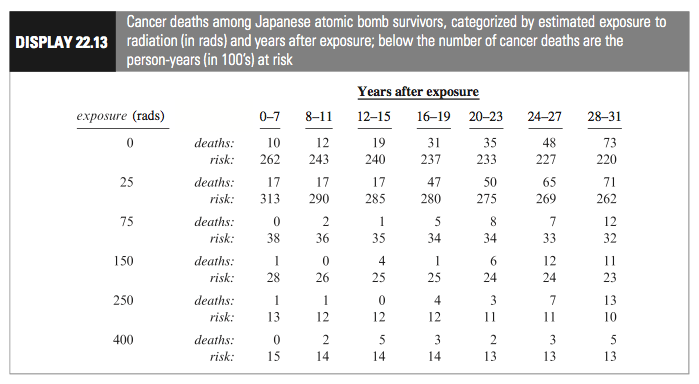 DISPLAY 22.13
Cancer deaths among Japanese atomic bomb survivors, categorized by estimated exposure to
radiation (in rads) and years after exposure; below the number of cancer deaths are the
person-years (in 100's) at risk
Years after exposure
exposure (rads) 0–7 8–11 12–15 16–19 20–23 24–27 28–31
0 deaths: 10 12 19 31 35 48 73
risk: 262 243 240 237 233 227 220
25 deaths: 17 17 17 47 50 65 71
risk: 313 290 285 280 275 269 262
75 deaths: 0 2 1 5 8 7 12
risk: 38 36 35 34 34 33 32
150 deaths: 1 0 4 1 6 12 11
risk: 28 26 25 25 24 24 23
250 deaths: 1 1 0 4 3 7 13
risk: 13 12 12 12 11 11 10
400 deaths: 0 2 5 3 2 3 5
risk: 15 14 14 14 13 13 13